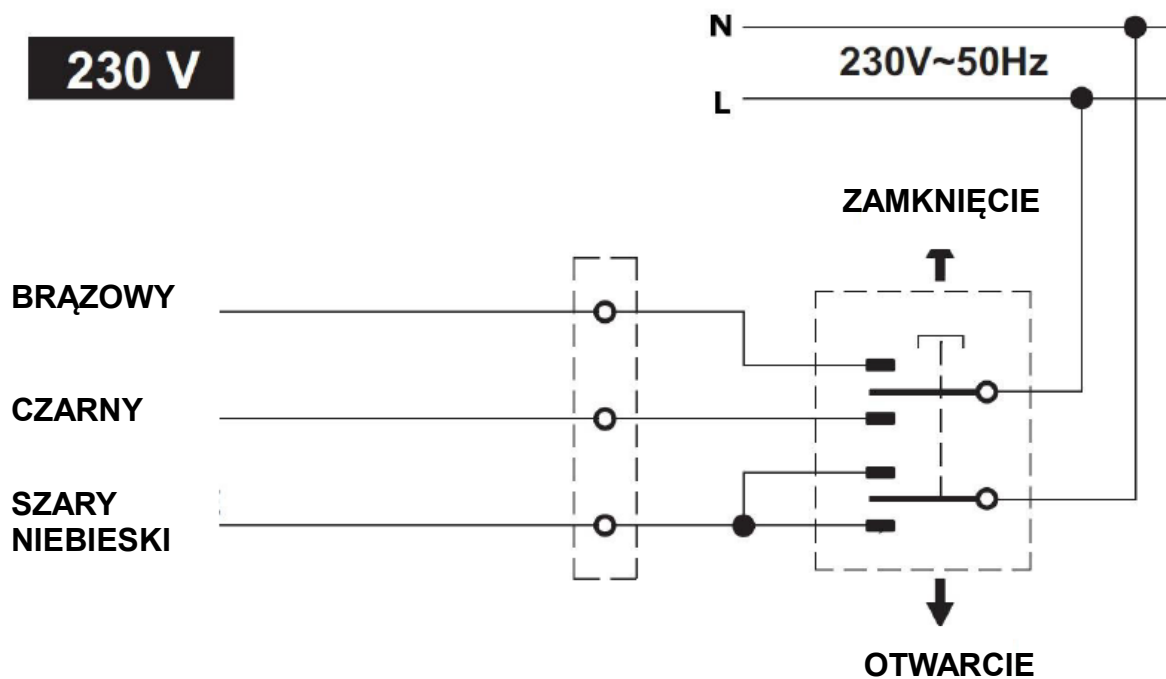 230 V
N
230V~50Hz
L
ZAMKNIĘCIE
BRĄZOWY
CZARNY
SZARY
NIEBIESKI
OTWARCIE